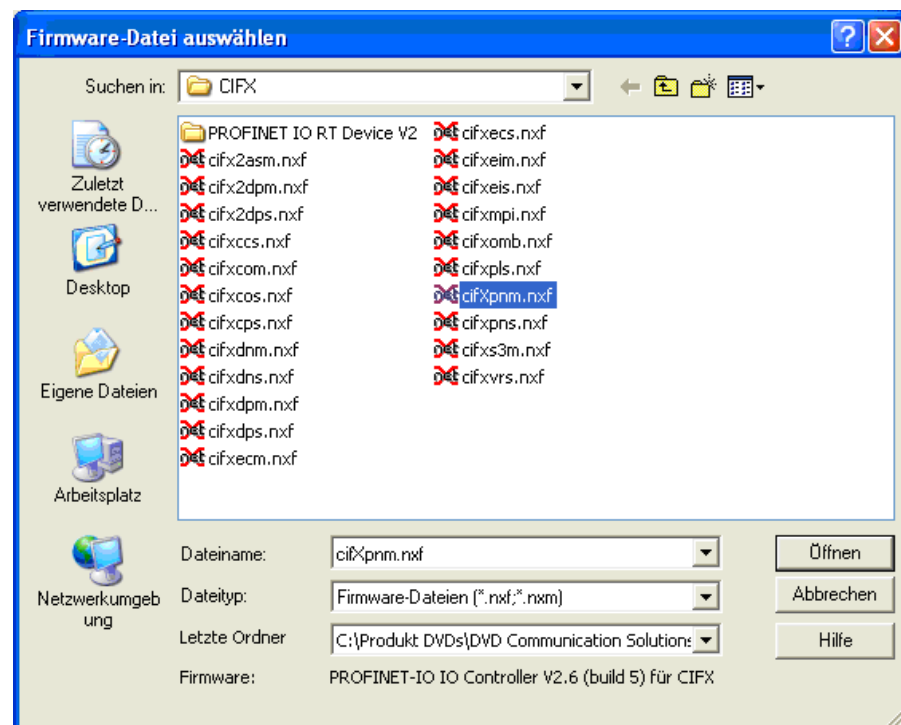 Firmware-Datei auswählen
Suchen in: CIFX
Zuletzt
verwendete D...
Desktop
Eigene Dateien
Arbeitsplatz
Netzwerkumgeb
ung
PROFINET IO RT Device V2
cifx2asm.nxf
cifx2dpm.nxf
cifx2dps.nxf
cifxccs.nxf
cifxcom.nxf
cifxcos.nxf
cifxcps.nxf
cifxdnm.nxf
cifxdns.nxf
cifxdpm.nxf
cifxdps.nxf
cifxecm.nxf
cifxecs.nxf
cifxeim.nxf
cifxeis.nxf
cifxmpi.nxf
cifxomb.nxf
cifxpls.nxf
cifXpnm.nxf
cifxpns.nxf
cifxs3m.nxf
cifxvrs.nxf
Dateiname: cifXpnm.nxf Öffnen
Dateityp: Firmware-Dateien (*.nxf;*.nxm) Abbrechen
Letzte Ordner C:\Produkt DVDs\DVD Communication Solutions Hilfe
Firmware: PROFINET-IO IO Controller V2.6 (build 5) für CIFX